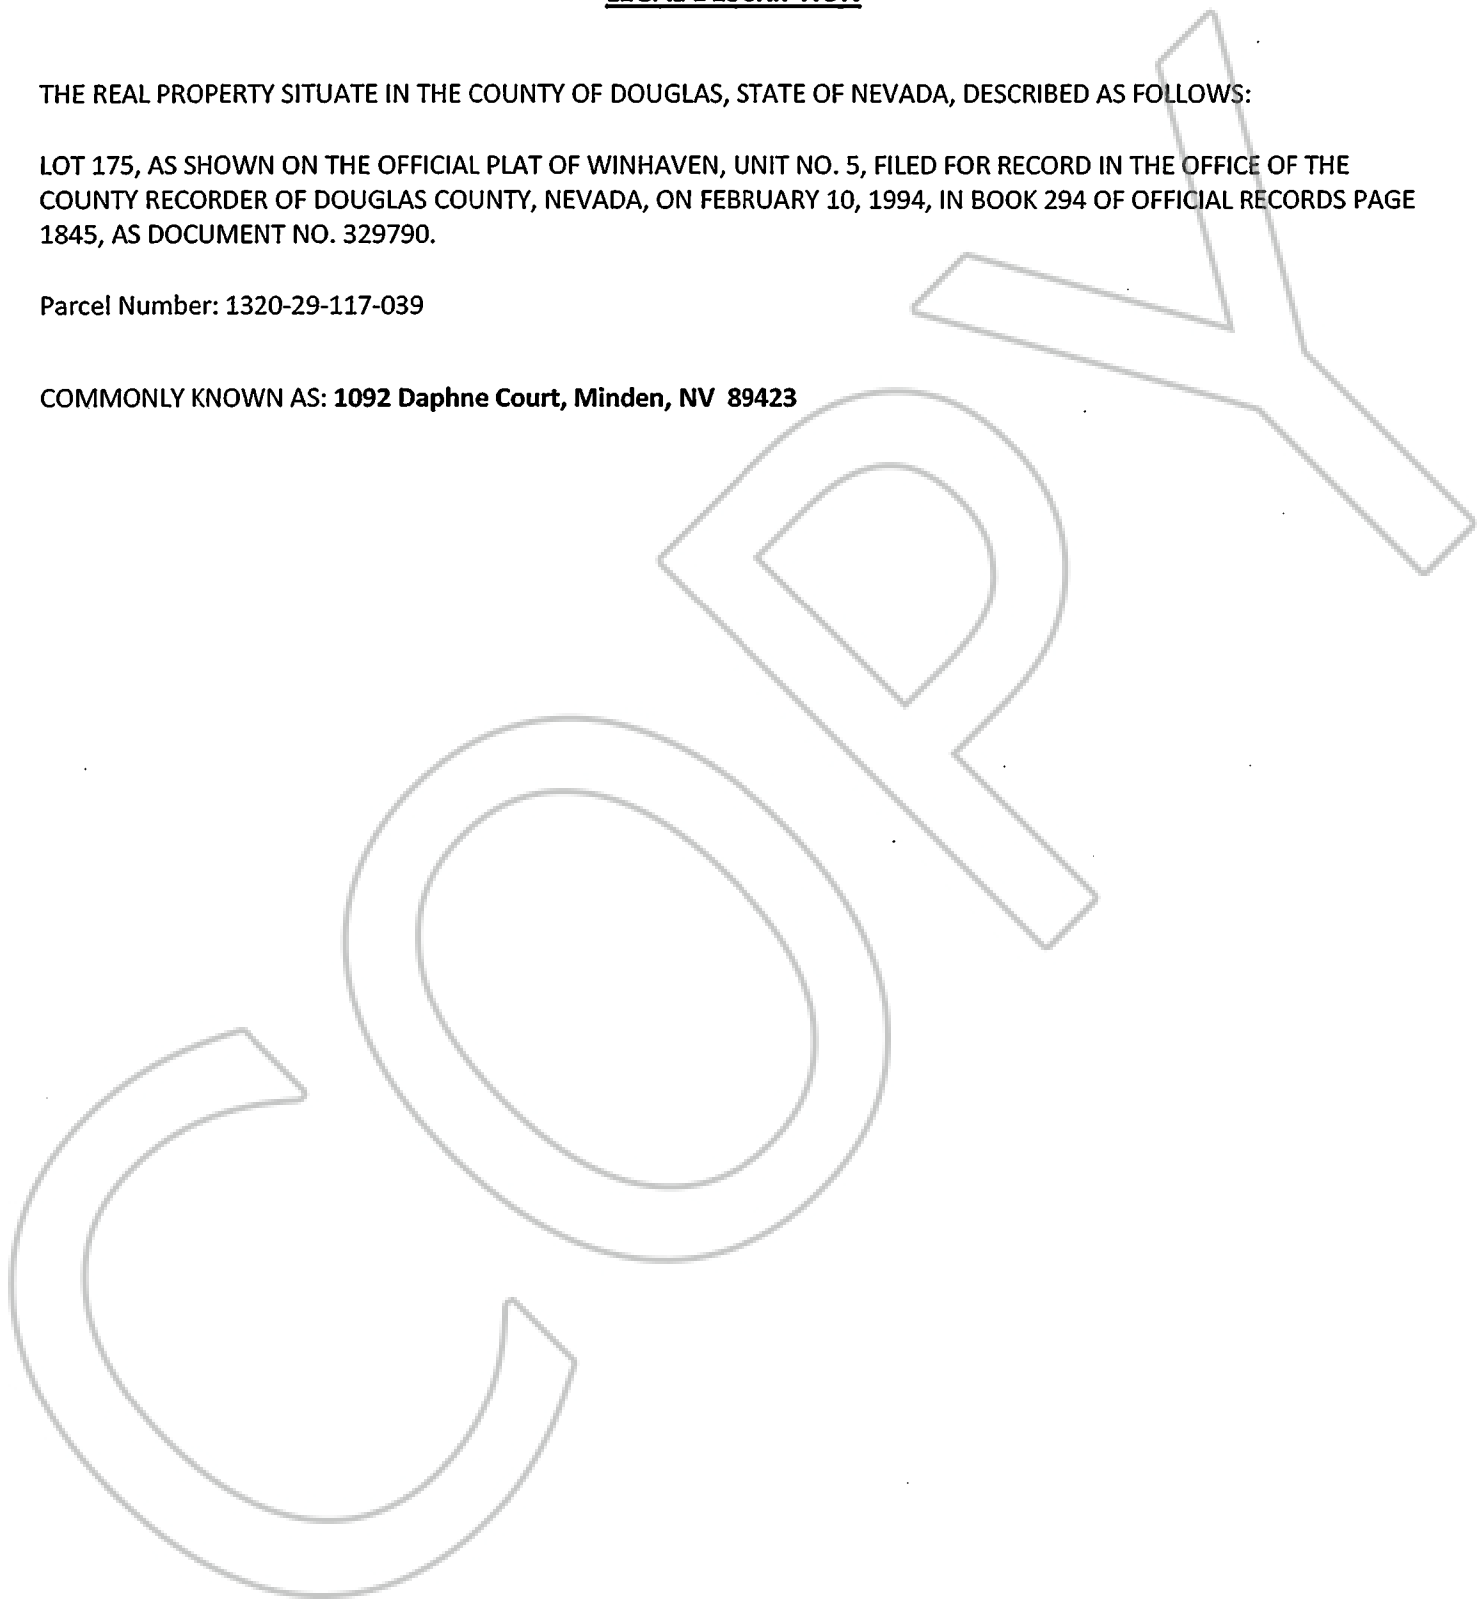 LEGAL DESCRIPTION
THE REAL PROPERTY SITUATE IN THE COUNTY OF DOUGLAS, STATE OF NEVADA, DESCRIBED AS FOLLOWS:
LOT 175, AS SHOWN ON THE OFFICIAL PLAT OF WINHAVEN, UNIT NO. 5, FILED FOR RECORD IN THE OFFICE OF THE
COUNTY RECORDER OF DOUGLAS COUNTY, NEVADA, ON FEBRUARY 10, 1994, IN BOOK 294 OF OFFICIAL RECORDS PAGE
1845, AS DOCUMENT NO. 329790.
Parcel Number: 1320-29-117-039
COMMONLY KNOWN AS: 1092 Daphne Court, Minden, NV  89423
COPY